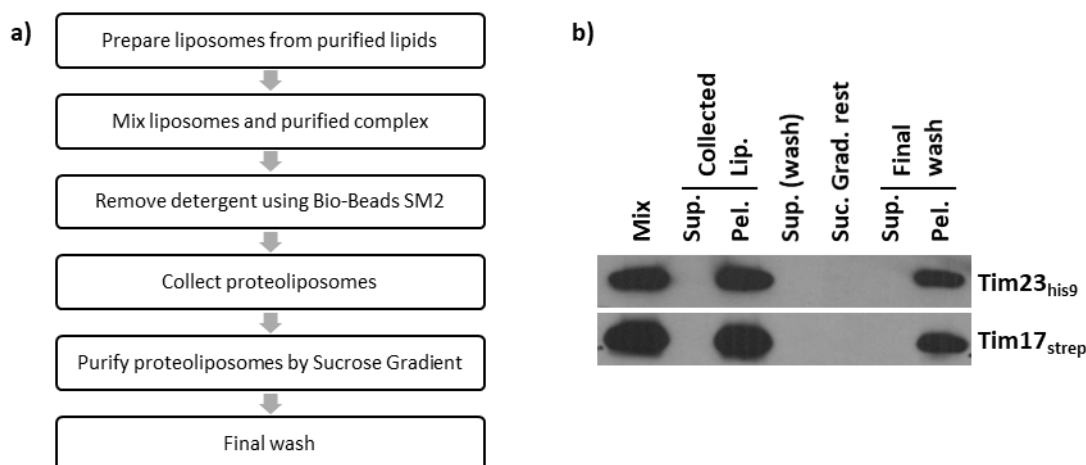 a)
Prepare liposomes from purified lipids
Mix liposomes and purified complex
Remove detergent using Bio-Beads SM2
Collect proteoliposomes
Purify proteoliposomes by Sucrose Gradient
Final wash
b)
Mix
Sup.
Pel.
Collected
Lip.
Sup. (wash)
Suc. Grad. rest
Sup.
Pel.
Final
wash
Tim23his9
Tim17strep